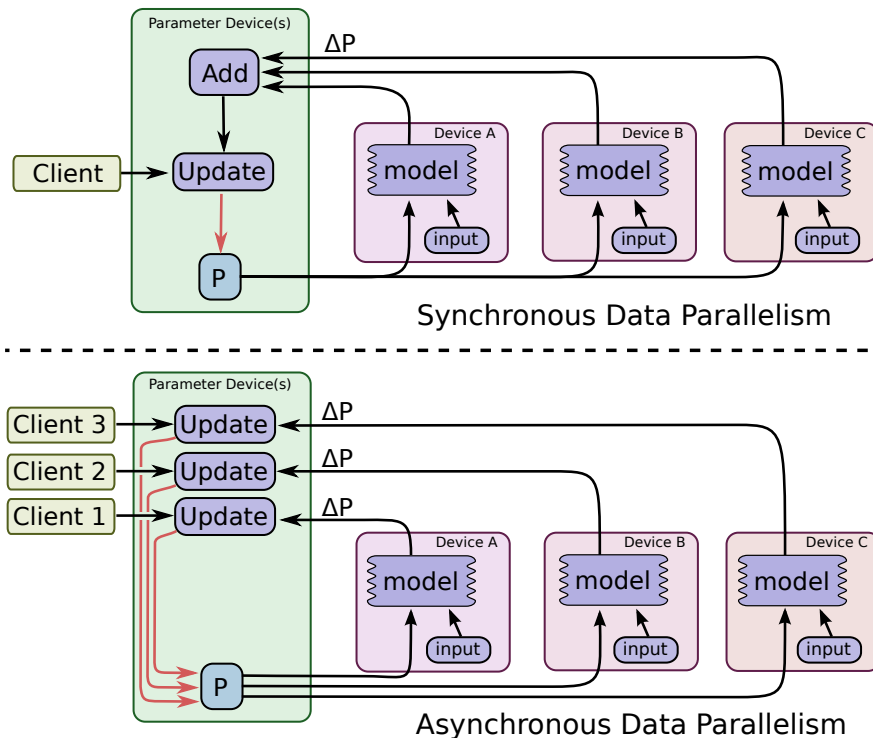 Parameter Device(s)
ΔP
Add
Device A
Device B
Device C
Client
Update
model
model
model
input
input
input
P
Synchronous Data Parallelism
Parameter Device(s)
Client 3
Update
ΔP
Client 2
Update
ΔP
Client 1
Update
ΔP
Device A
Device B
Device C
model
model
model
input
input
input
P
Asynchronous Data Parallelism